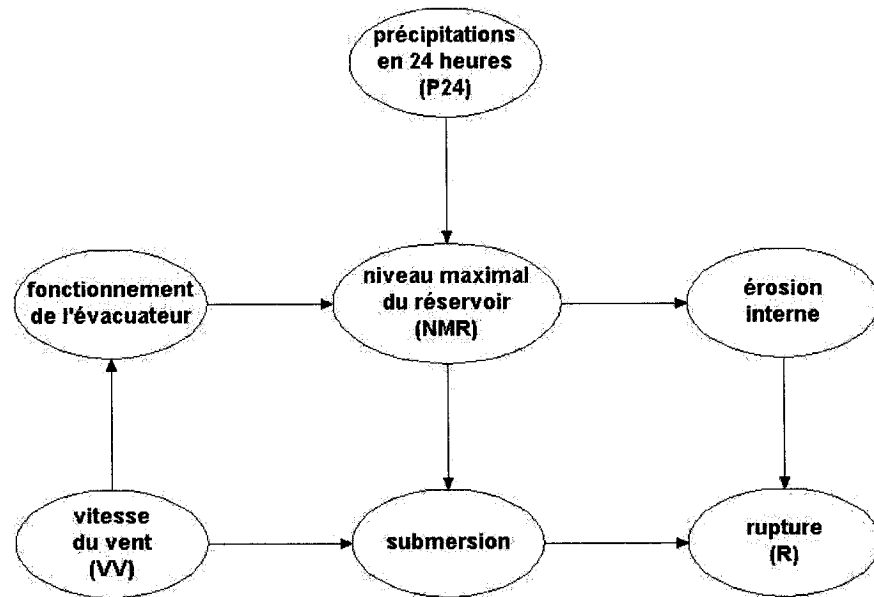 précipitations
en 24 heures
(P24)
fonctionnement
de l'évacuateur
niveau maximal
du réservoir
(NMR)
érosion
interne
vitesse
du vent
(VV)
submersion
rupture
(R)